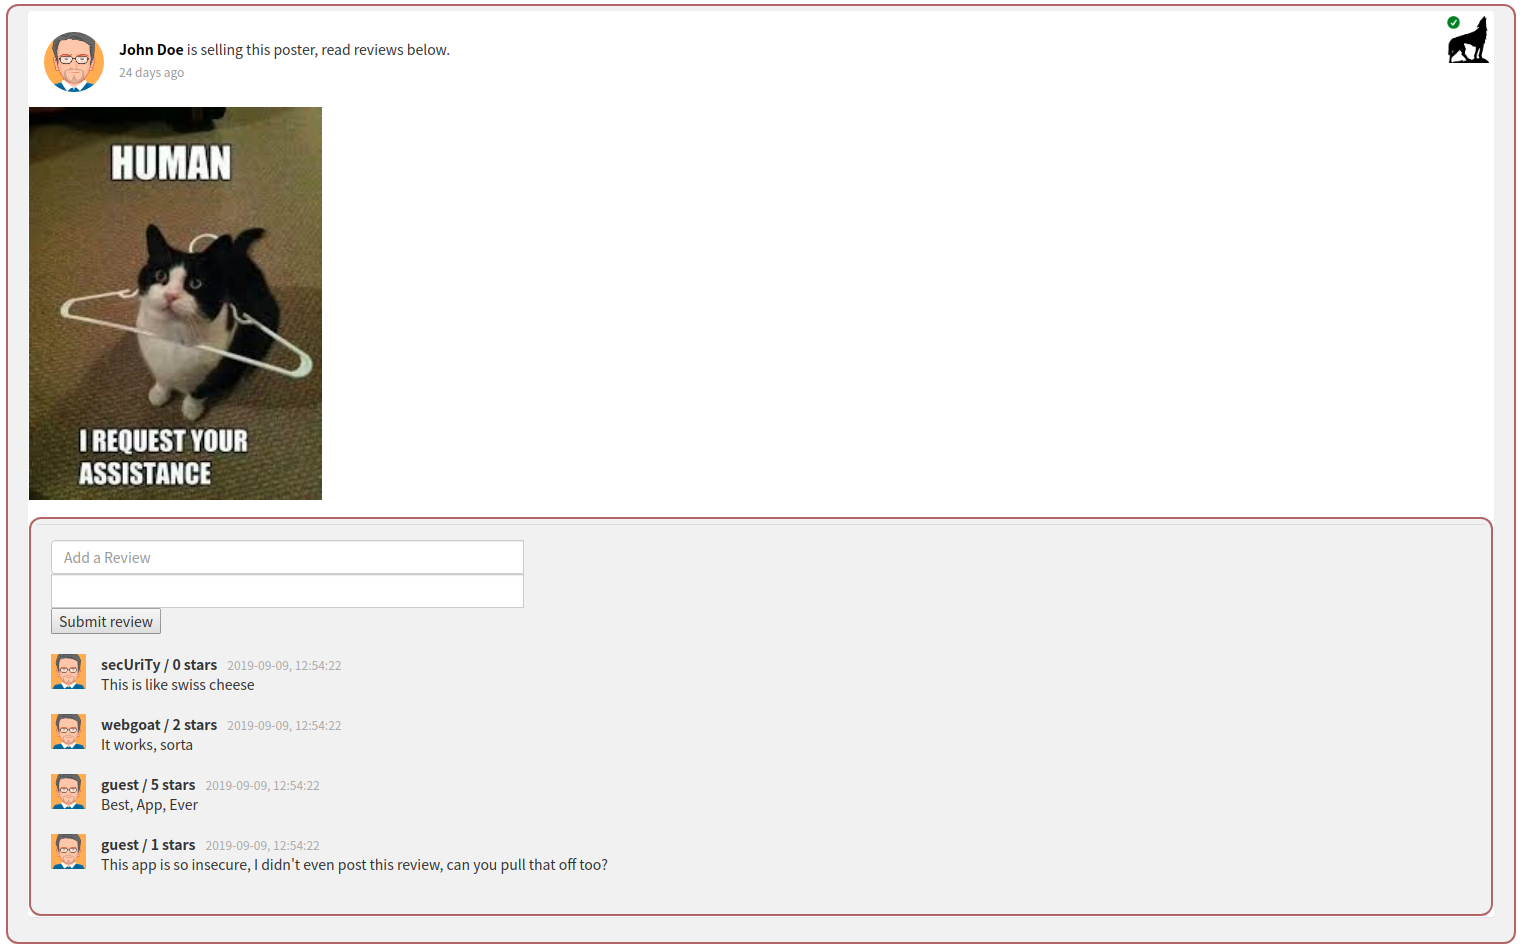 John Doe is selling this poster, read reviews below.
24 days ago
HUMAN
I REQUEST YOUR
ASSISTANCE
Add a Review
Submit review
secUriTy / 0 stars 2019-09-09, 12:54:22
This is like swiss cheese
webgoat / 2 stars 2019-09-09, 12:54:22
It works, sorta
guest / 5 stars 2019-09-09, 12:54:22
Best, App, Ever
guest / 1 stars 2019-09-09, 12:54:22
This app is so insecure, I didn't even post this review, can you pull that off too?